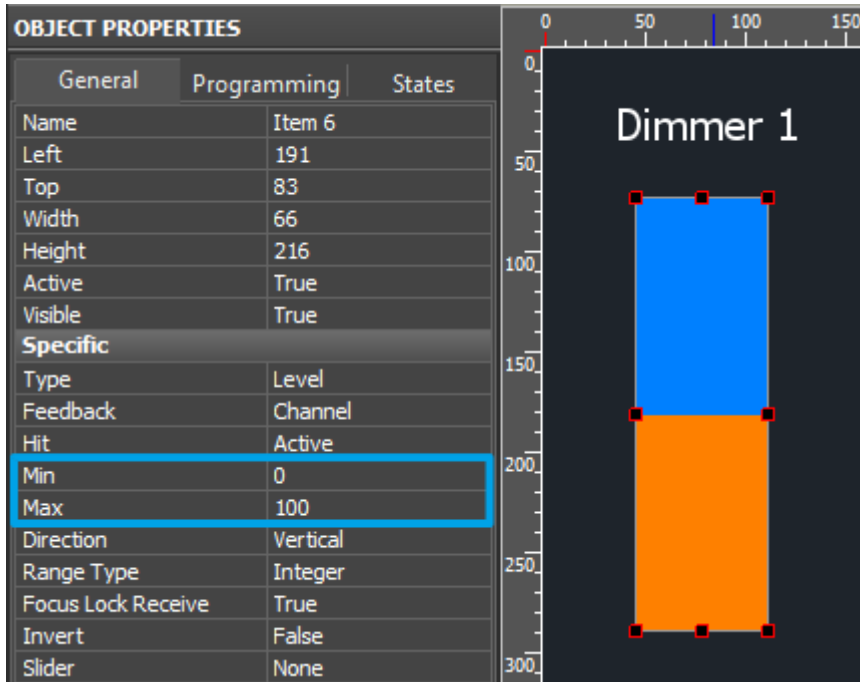 OBJECT PROPERTIES
General Programming States
Name Item 6
Left 191
Top 83
Width 66
Height 216
Active True
Visible True
Specific
Type Level
Feedback Channel
Hit Active
Min 0
Max 100
Direction Vertical
Range Type Integer
Focus Lock Receive True
Invert False
Slider None
0 50 100 150
0
Dimmer 1
50
100
150
200
250
300